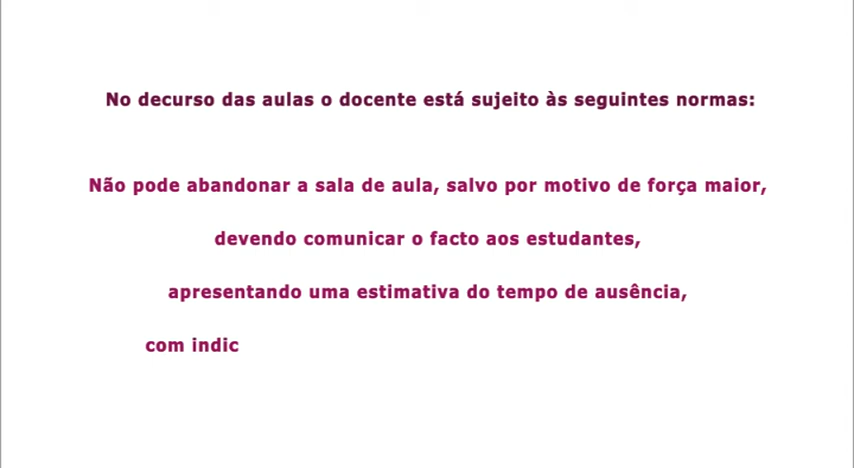 No decurso das aulas o docente está sujeito às seguintes normas:
Não pode abandonar a sala de aula, salvo por motivo de força maior,
devendo comunicar o facto aos estudantes,
apresentando uma estimativa do tempo de ausência,
com indic